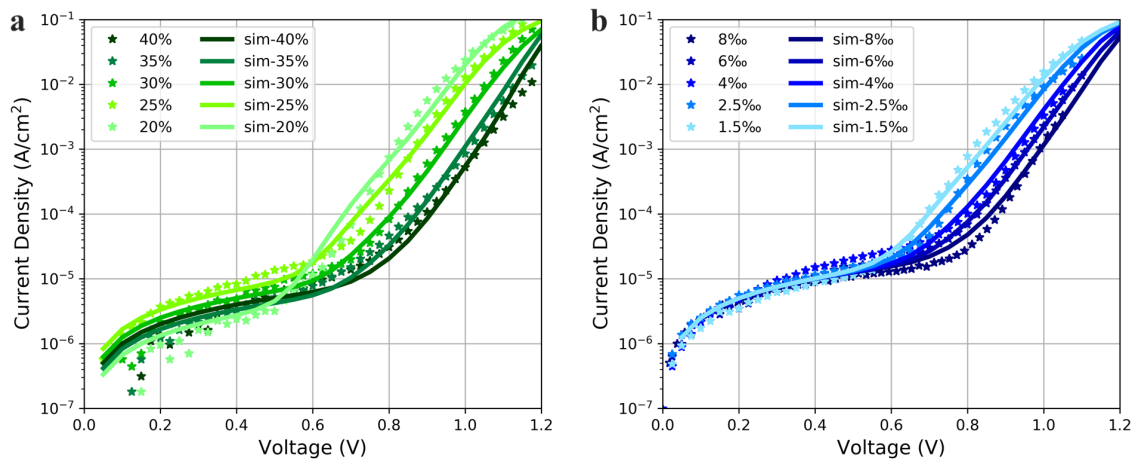 a
10⁻¹
10⁻²
10⁻³
10⁻⁴
10⁻⁵
10⁻⁶
10⁻⁷
Current Density (A/cm²)
40% sim-40%
35% sim-35%
30% sim-30%
25% sim-25%
20% sim-20%
0.0 0.2 0.4 0.6 0.8 1.0 1.2
Voltage (V)
b
10⁻¹
10⁻²
10⁻³
10⁻⁴
10⁻⁵
10⁻⁶
10⁻⁷
Current Density (A/cm²)
8‰ sim-8‰
6‰ sim-6‰
4‰ sim-4‰
2.5‰ sim-2.5‰
1.5‰ sim-1.5‰
0.0 0.2 0.4 0.6 0.8 1.0 1.2
Voltage (V)